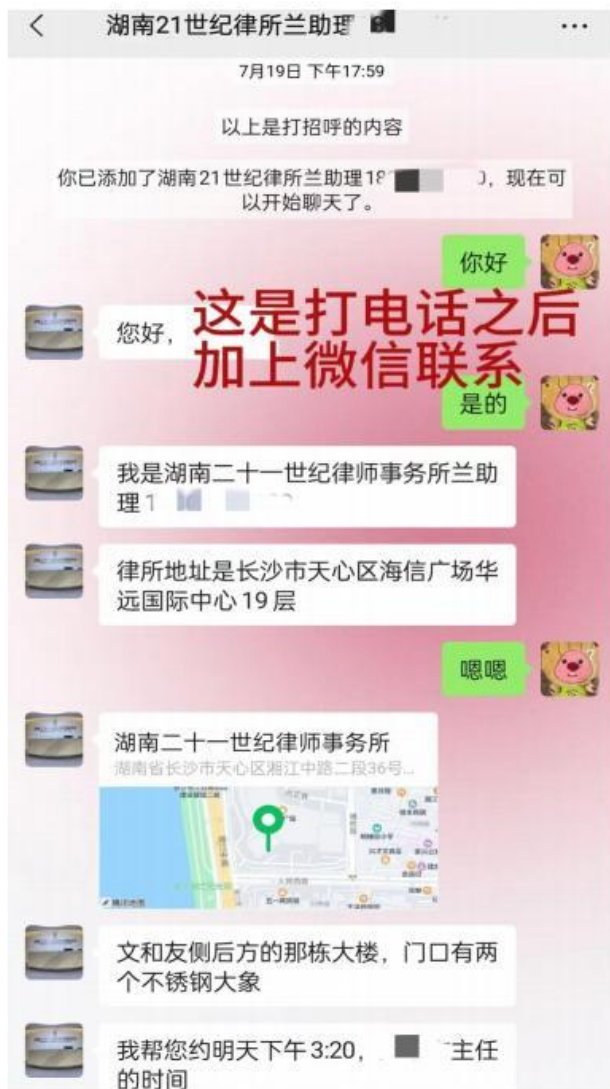 湖南21世纪律所兰助理
7月19日 下午17:59
以上是打招呼的内容
你已添加了湖南21世纪律所兰助理18 0，现在可
以开始聊天了。
你好
您好，
这是打电话之后
加上微信联系
是的
我是湖南二十一世纪律师事务所兰助
理1
律所地址是长沙市天心区海信广场华
远国际中心19层
嗯嗯
湖南二十一世纪律师事务所
湖南省长沙市天心区湘江中路二段36号...
腾讯地图
文和友侧后方的那栋大楼，门口有两
个不锈钢大象
我帮您约明天下午3:20， 主任
的时间